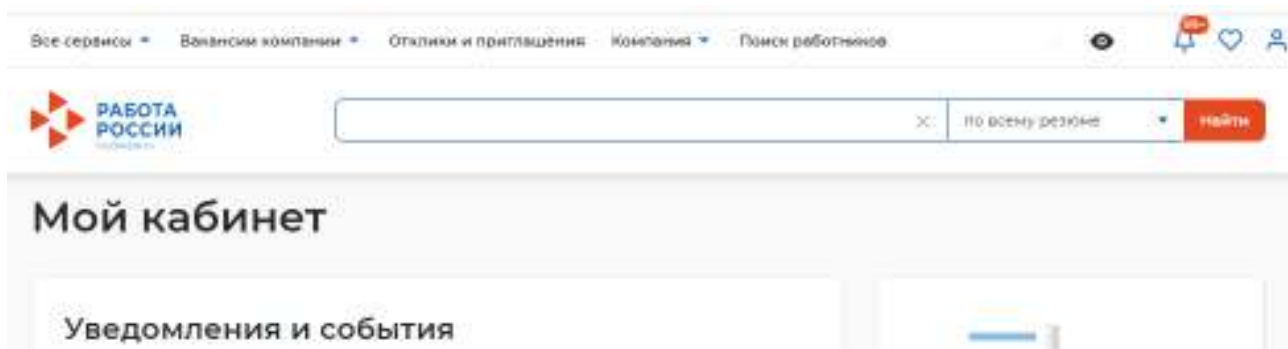 Все сервисы Вакансии компании Отклики и приглашения Компания Поиск работников 99+
РАБОТА
РОССИИ
по всему резюме Найти
Мой кабинет
Уведомления и события